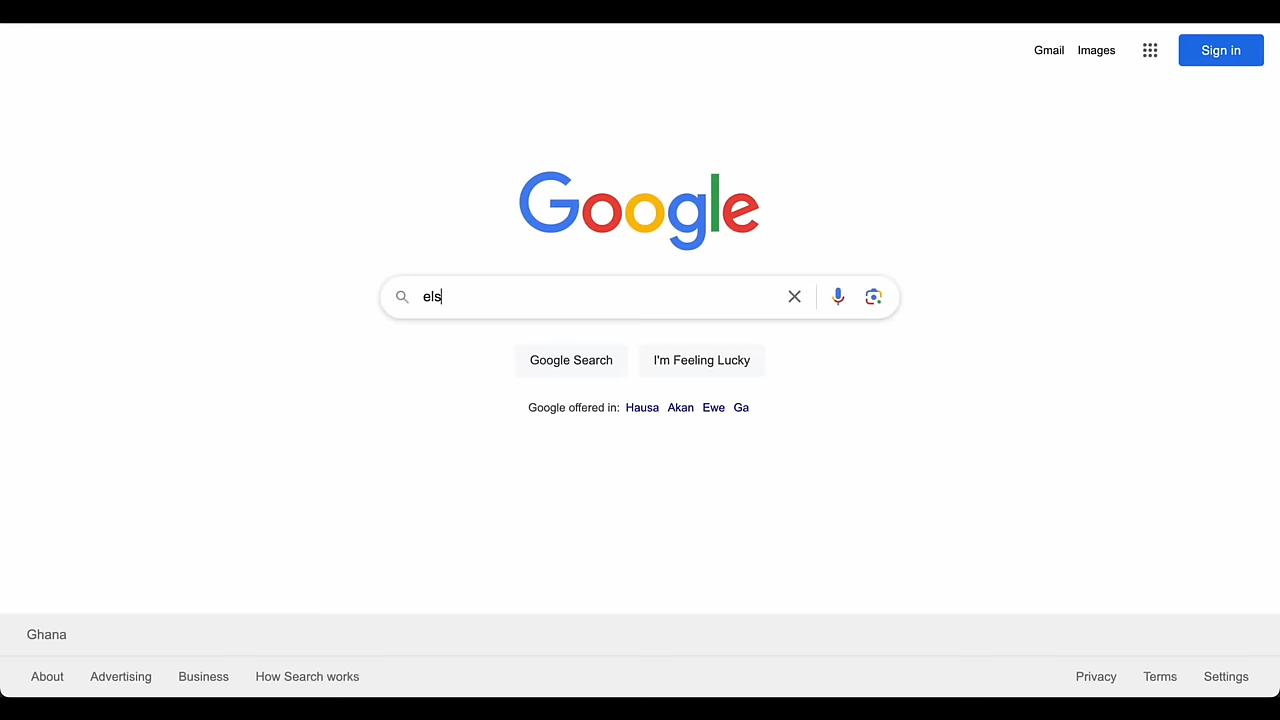 Gmail Images Sign in
Google
els
Google Search I'm Feeling Lucky
Google offered in: Hausa Akan Ewe Ga
Ghana
About Advertising Business How Search works Privacy Terms Settings